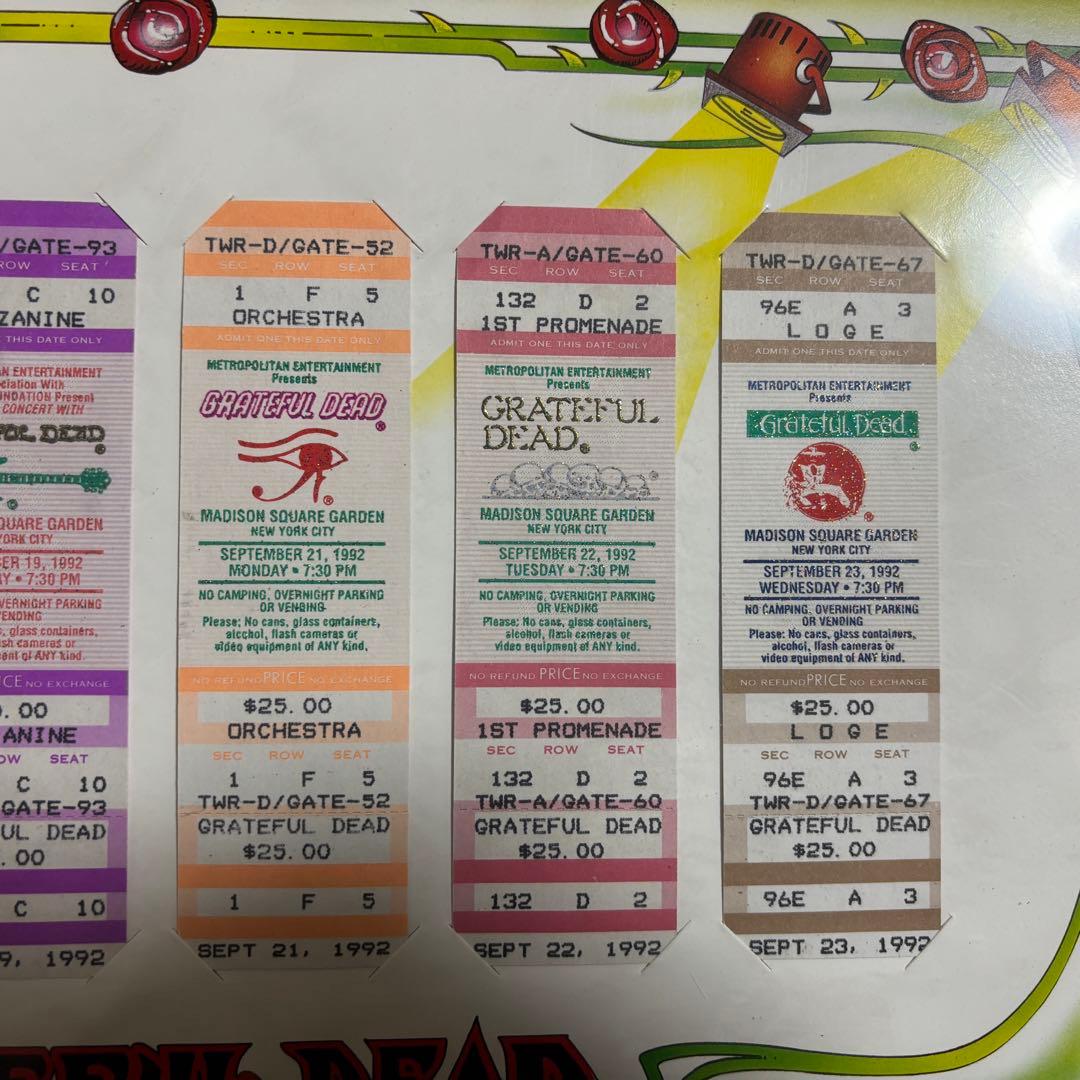 /GATE-93
ROW SEAT
C 10
ZANINE
THIS DATE ONLY
AN ENTERTAINMENT
ciation With
UNDATION Present
CONCERT WITH
FUL DEAD
®
QUARE GARDEN
ORK CITY
ER 19, 1992
AY • 7:30 PM
VERNIGHT PARKING
ENDING
s, glass containers,
ash cameras or
ent of ANY kind.
ICE NO EXCHANGE
.00
ANINE
OW SEAT
C 10
GATE-93
UL DEAD
.00
C 10
9, 1992
TWR-D/GATE-52
SEC ROW SEAT
1 F 5
ORCHESTRA
ADMIT ONE THIS DATE ONLY
METROPOLITAN ENTERTAINMENT
Presents
GRATEFUL DEAD®
®
MADISON SQUARE GARDEN
NEW YORK CITY
SEPTEMBER 21, 1992
MONDAY • 7:30 PM
NO CAMPING, OVERNIGHT PARKING
OR VENDING
Please: No cans, glass containers,
alcohol, flash cameras or
video equipment of ANY kind.
NO REFUND PRICE NO EXCHANGE
$25.00
ORCHESTRA
SEC ROW SEAT
1 F 5
TWR-D/GATE-52
GRATEFUL DEAD
$25.00
1 F 5
SEPT 21, 1992
TWR-A/GATE-60
SEC ROW SEAT
132 D 2
1ST PROMENADE
ADMIT ONE THIS DATE ONLY
METROPOLITAN ENTERTAINMENT
Presents
GRATEFUL
DEAD®
®
MADISON SQUARE GARDEN
NEW YORK CITY
SEPTEMBER 22, 1992
TUESDAY • 7:30 PM
NO CAMPING, OVERNIGHT PARKING
OR VENDING
Please: No cans, glass containers,
alcohol, flash cameras or
video equipment of ANY kind.
NO REFUND PRICE NO EXCHANGE
$25.00
1ST PROMENADE
SEC ROW SEAT
132 D 2
TWR-A/GATE-60
GRATEFUL DEAD
$25.00
132 D 2
SEPT 22, 1992
TWR-D/GATE-67
SEC ROW SEAT
96E A 3
LOGE
ADMIT ONE THIS DATE ONLY
METROPOLITAN ENTERTAINMENT
Presents
Grateful Dead
®
®
MADISON SQUARE GARDEN
NEW YORK CITY
SEPTEMBER 23, 1992
WEDNESDAY • 7:30 PM
NO CAMPING, OVERNIGHT PARKING
OR VENDING
Please: No cans, glass containers,
alcohol, flash cameras or
video equipment of ANY kind.
NO REFUND PRICE NO EXCHANGE
$25.00
LOGE
SEC ROW SEAT
96E A 3
TWR-D/GATE-67
GRATEFUL DEAD
$25.00
96E A 3
SEPT 23, 1992
DEAD